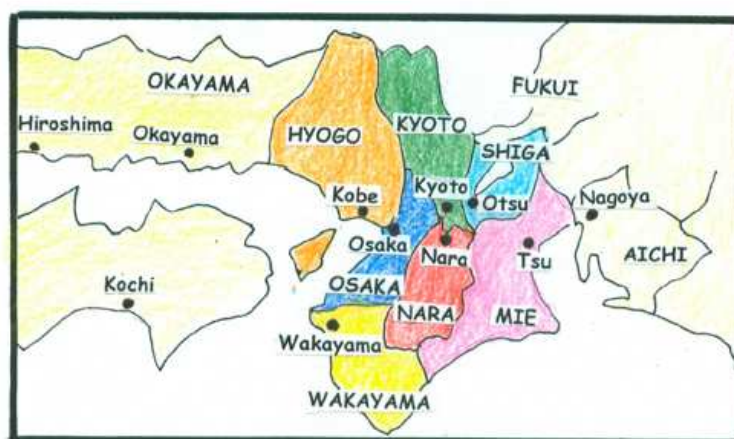 OKAYAMA
FUKUI
HYOGO
KYOTO
Hiroshima
Okayama
SHIGA
Kobe
Kyoto
Otsu
Nagoya
Osaka
Nara
Tsu
AICHI
Kochi
OSAKA
NARA
MIE
Wakayama
WAKAYAMA